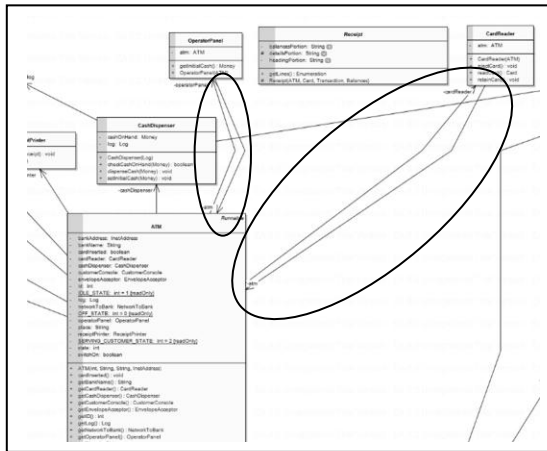 OperatorPanel
- atm: ATM
+ getInitialCash() : Money
+ OperatorPanel(ATM)
-operatorPanel
Receipt
- balancesPortion: String ([])
# detailsPortion: String ([])
- headingPortion: String ([])
+ getLines() : Enumeration
# Receipt(ATM, Card, Transaction, Balances)
CardReader
- atm: ATM
+ CardReader(ATM)
+ ejectCard() : void
+ readCard() : Card
+ retainCard() : void
-cardReader
log
CashDispenser
- cashOnHand: Money
- log: Log
+ CashDispenser(Log)
+ checkCashOnHand(Money) : boolean
+ dispenseCash(Money) : void
+ setInitialCash(Money) : void
-cashDispenser
-atm
-atm
Runnable
ATM
- bankAddress: InetAddress
- bankName: String
- cardInserted: boolean
- cardReader: CardReader
- cashDispenser: CashDispenser
- customerConsole: CustomerConsole
- envelopeAcceptor: EnvelopeAcceptor
- id: int
- IDLE_STATE: int = 1 {readOnly}
- log: Log
- networkToBank: NetworkToBank
- OFF_STATE: int = 0 {readOnly}
- operatorPanel: OperatorPanel
- place: String
- receiptPrinter: ReceiptPrinter
- SERVING_CUSTOMER_STATE: int = 2 {readOnly}
- state: int
- switchOn: boolean
+ ATM(int, String, String, InetAddress)
+ cardInserted() : void
+ getBankName() : String
+ getCardReader() : CardReader
+ getCashDispenser() : CashDispenser
+ getCustomerConsole() : CustomerConsole
+ getEnvelopeAcceptor() : EnvelopeAcceptor
+ getID() : int
+ getLog() : Log
+ getNetworkToBank() : NetworkToBank
+ getOperatorPanel() : OperatorPanel